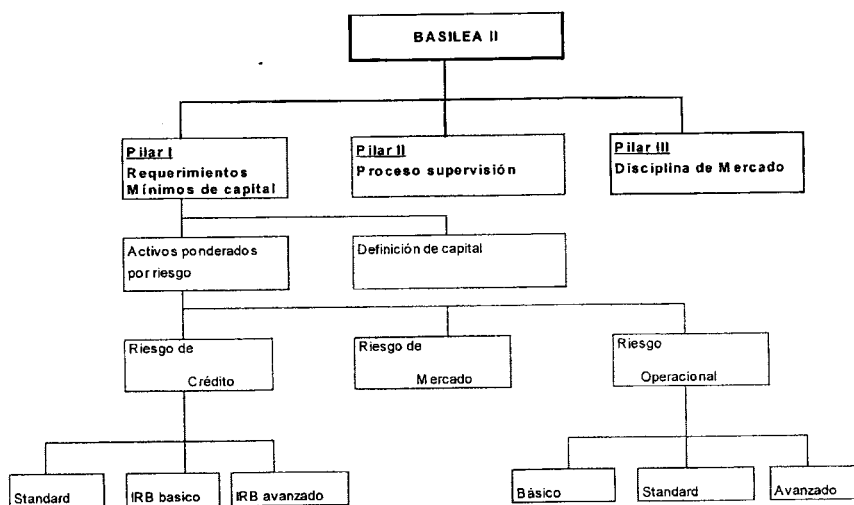 BASILEA II
Pilar I
Requerimientos
Mínimos de capital
Pilar II
Proceso supervisión
Pilar III
Disciplina de Mercado
Activos ponderados
por riesgo
Definición de capital
Riesgo de
Crédito
Riesgo de
Mercado
Riesgo
Operacional
Standard
IRB basico
IRB avanzado
Básico
Standard
Avanzado